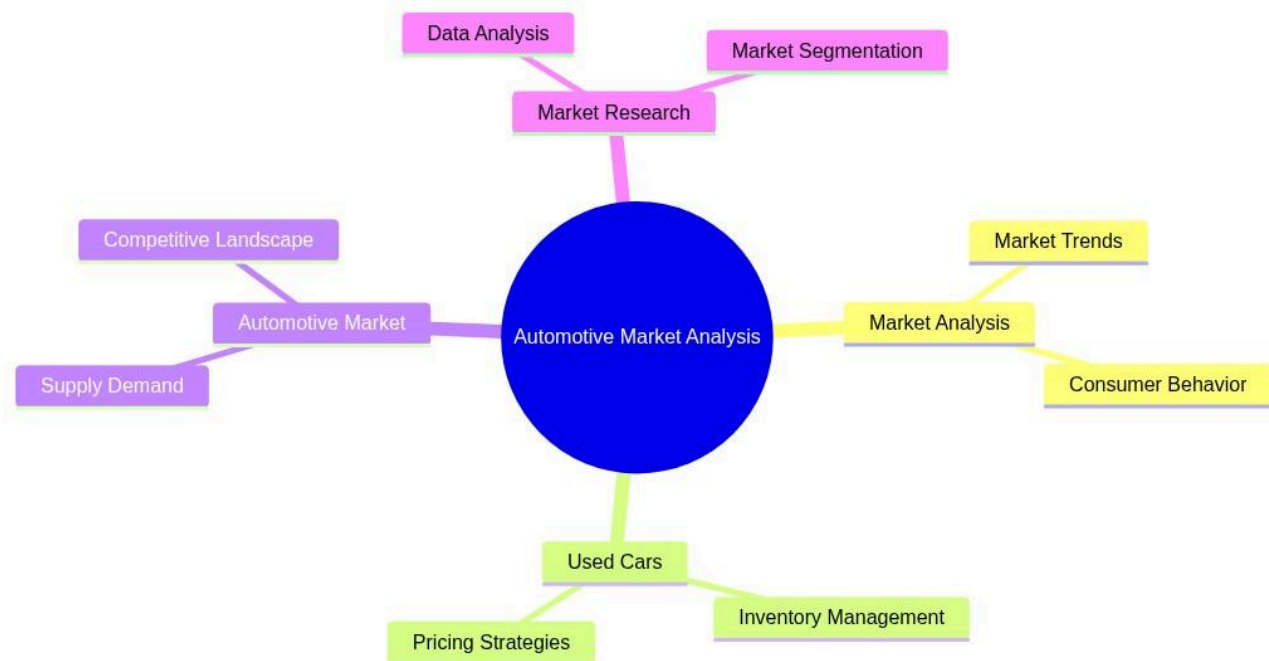 Data Analysis
Market Segmentation
Market Research
Competitive Landscape
Market Trends
Automotive Market
Automotive Market Analysis
Market Analysis
Supply Demand
Consumer Behavior
Used Cars
Inventory Management
Pricing Strategies